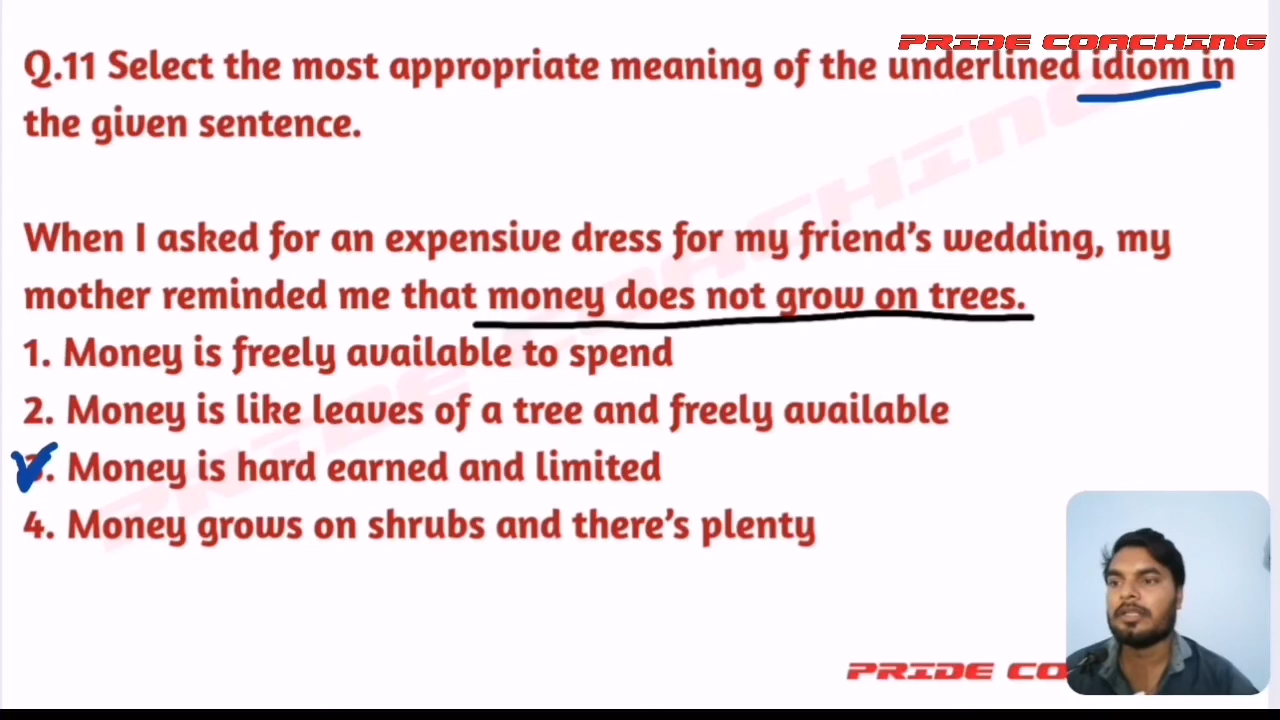 PRIDE COACHING
Q.11 Select the most appropriate meaning of the underlined idiom in
the given sentence.
When I asked for an expensive dress for my friend's wedding, my
mother reminded me that money does not grow on trees.
1. Money is freely available to spend
2. Money is like leaves of a tree and freely available
3. Money is hard earned and limited
4. Money grows on shrubs and there's plenty
PRIDE COACHING
PRIDE CO